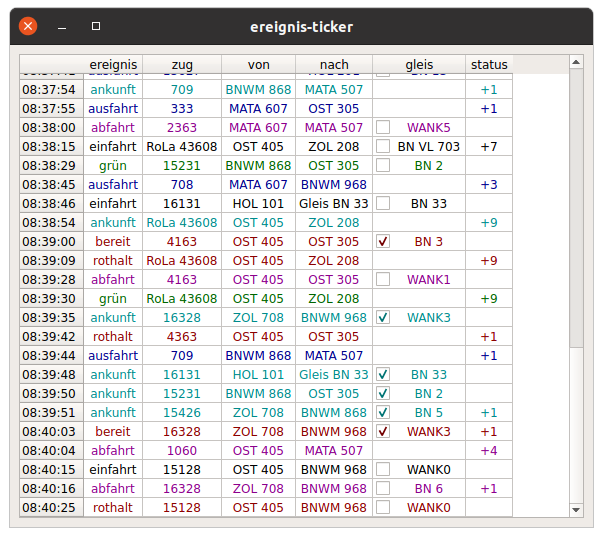 ereignis-ticker
ereignis zug von nach gleis status
08:37:54 ankunft 709 BNWM 868 MATA 507 +1
08:37:55 ausfahrt 333 MATA 607 OST 305 +1
08:38:00 abfahrt 2363 MATA 607 MATA 507 WANK5
08:38:15 einfahrt RoLa 43608 OST 405 ZOL 208 BN VL 703 +7
08:38:29 grün 15231 BNWM 868 OST 305 BN 2
08:38:45 ausfahrt 708 MATA 607 BNWM 968 +3
08:38:46 einfahrt 16131 HOL 101 Gleis BN 33 BN 33
08:38:54 ankunft RoLa 43608 OST 405 ZOL 208 +9
08:39:00 bereit 4163 OST 405 OST 305 BN 3
08:39:09 rothalt RoLa 43608 OST 405 ZOL 208 +9
08:39:28 abfahrt 4163 OST 405 OST 305 WANK1
08:39:30 grün RoLa 43608 OST 405 ZOL 208 +9
08:39:35 ankunft 16328 ZOL 708 BNWM 968 WANK3
08:39:42 rothalt 4363 OST 405 OST 305 +1
08:39:44 ausfahrt 709 BNWM 868 MATA 507 +1
08:39:48 ankunft 16131 HOL 101 Gleis BN 33 BN 33
08:39:50 ankunft 15231 BNWM 868 OST 305 BN 2
08:39:51 ankunft 15426 ZOL 708 BNWM 868 BN 5 +1
08:40:03 bereit 16328 ZOL 708 BNWM 968 WANK3 +1
08:40:04 abfahrt 1060 OST 405 MATA 507 +4
08:40:15 einfahrt 15128 OST 405 BNWM 968 WANK0
08:40:16 abfahrt 16328 ZOL 708 BNWM 968 BN 6 +1
08:40:25 rothalt 15128 OST 405 BNWM 968 WANK0